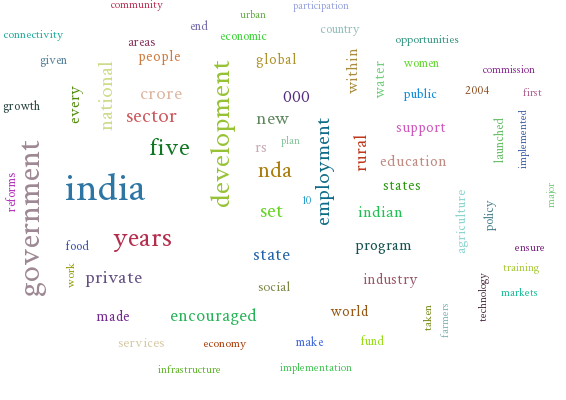 community
participation
urban
end
country
connectivity
economic
areas
opportunities
given
people
global
within
women
national
water
commission
development
every
crore
000
public
2004
first
growth
sector
new
support
launched
implemented
five
rs
plan
employment
rural
education
government
nda
india
states
reforms
10
major
set
indian
agriculture
policy
years
food
state
program
ensure
work
private
social
industry
technology
training
markets
made
encouraged
world
taken
farmers
services
economy
make
fund
infrastructure
implementation